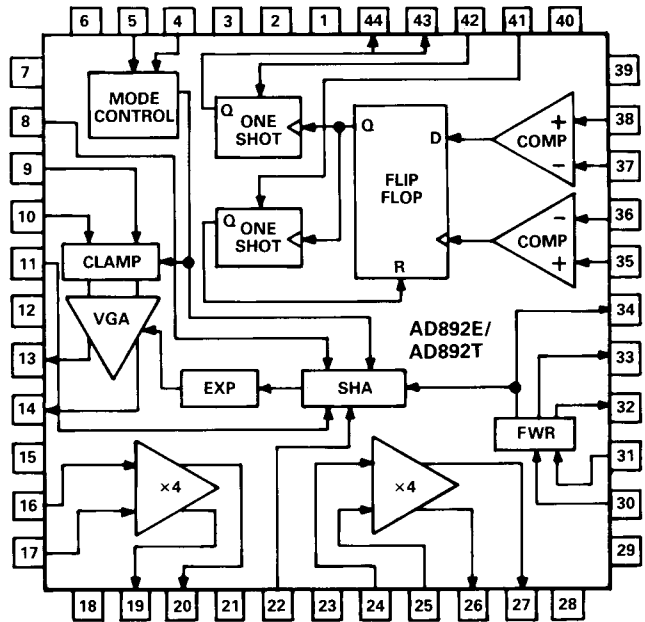 6 5 4 3 2 1 44 43 42 41 40
7
39
MODE
CONTROL
Q
ONE
SHOT
Q
D
COMP
+
−
38
8
37
9
FLIP
FLOP
10
Q
ONE
SHOT
COMP
−
+
36
11
CLAMP
R
35
12
VGA
AD892E/
AD892T
34
13
33
EXP
SHA
14
32
FWR
15
31
16
×4
×4
30
17
29
18 19 20 21 22 23 24 25 26 27 28